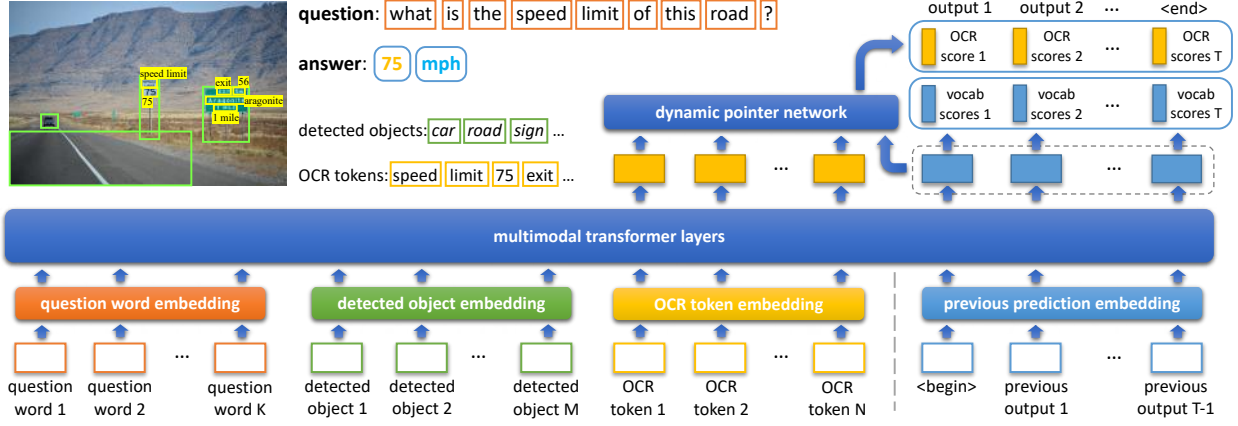 question: what is the speed limit of this road ?
answer: 75 mph
detected objects: car road sign ...
OCR tokens: speed limit 75 exit ...
speed limit
75
75
exit 56
aragonite
1 mile
output 1 output 2 ... <end>
OCR score 1
OCR scores 2
...
OCR scores T
vocab scores 1
vocab scores 2
...
vocab scores T
dynamic pointer network
...
...
multimodal transformer layers
question word embedding
detected object embedding
OCR token embedding
previous prediction embedding
...
...
...
...
question word 1
question word 2
question word K
detected object 1
detected object 2
detected object M
OCR token 1
OCR token 2
OCR token N
<begin>
previous output 1
previous output T-1